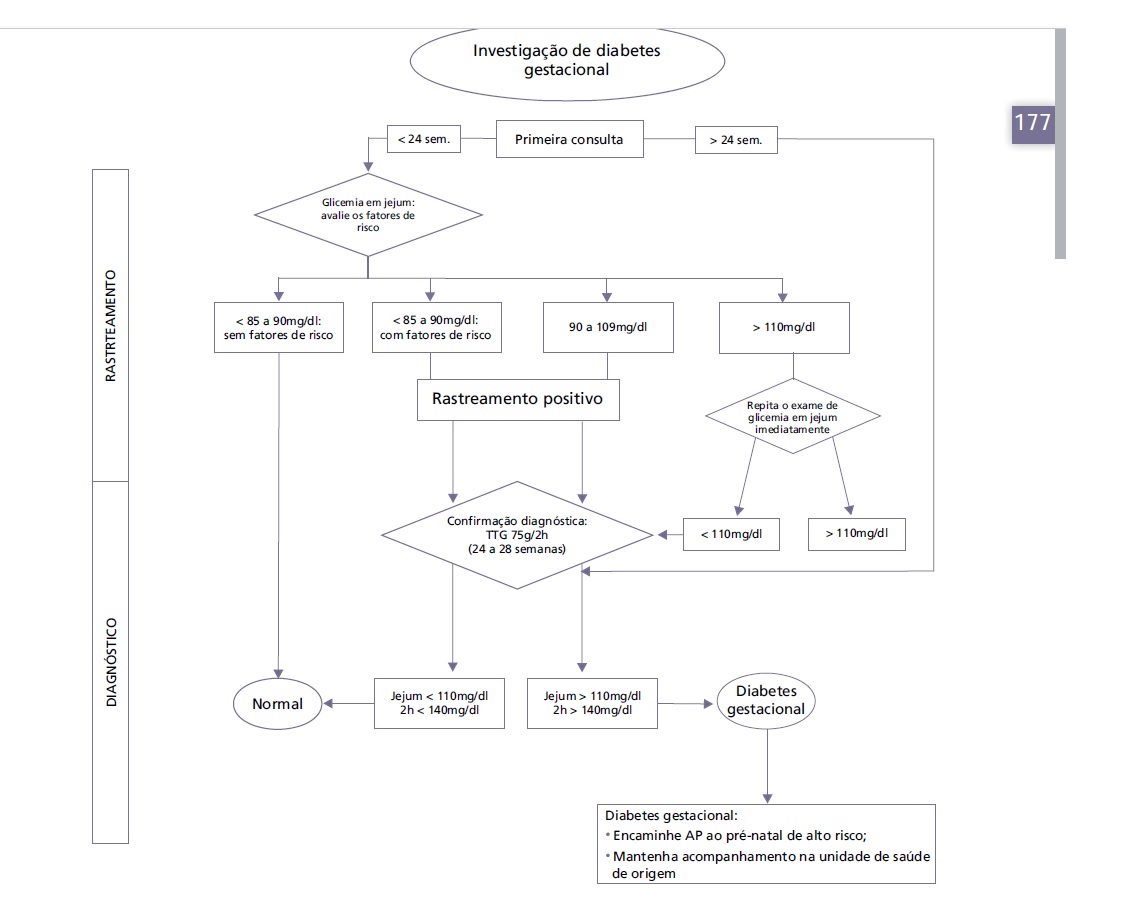 Investigação de diabetes
gestacional
177
< 24 sem.
Primeira consulta
> 24 sem.
Glicemia em jejum:
avalie os fatores de
risco
RASTRTEAMENTO
< 85 a 90mg/dl:
sem fatores de risco
< 85 a 90mg/dl:
com fatores de risco
90 a 109mg/dl
> 110mg/dl
Rastreamento positivo
Repita o exame de
glicemia em jejum
imediatamente
Confirmação diagnóstica:
TTG 75g/2h
(24 a 28 semanas)
< 110mg/dl
> 110mg/dl
DIAGNÓSTICO
Normal
Jejum < 110mg/dl
2h < 140mg/dl
Jejum > 110mg/dl
2h > 140mg/dl
Diabetes
gestacional
Diabetes gestacional:
• Encaminhe AP ao pré-natal de alto risco;
• Mantenha acompanhamento na unidade de saúde
de origem